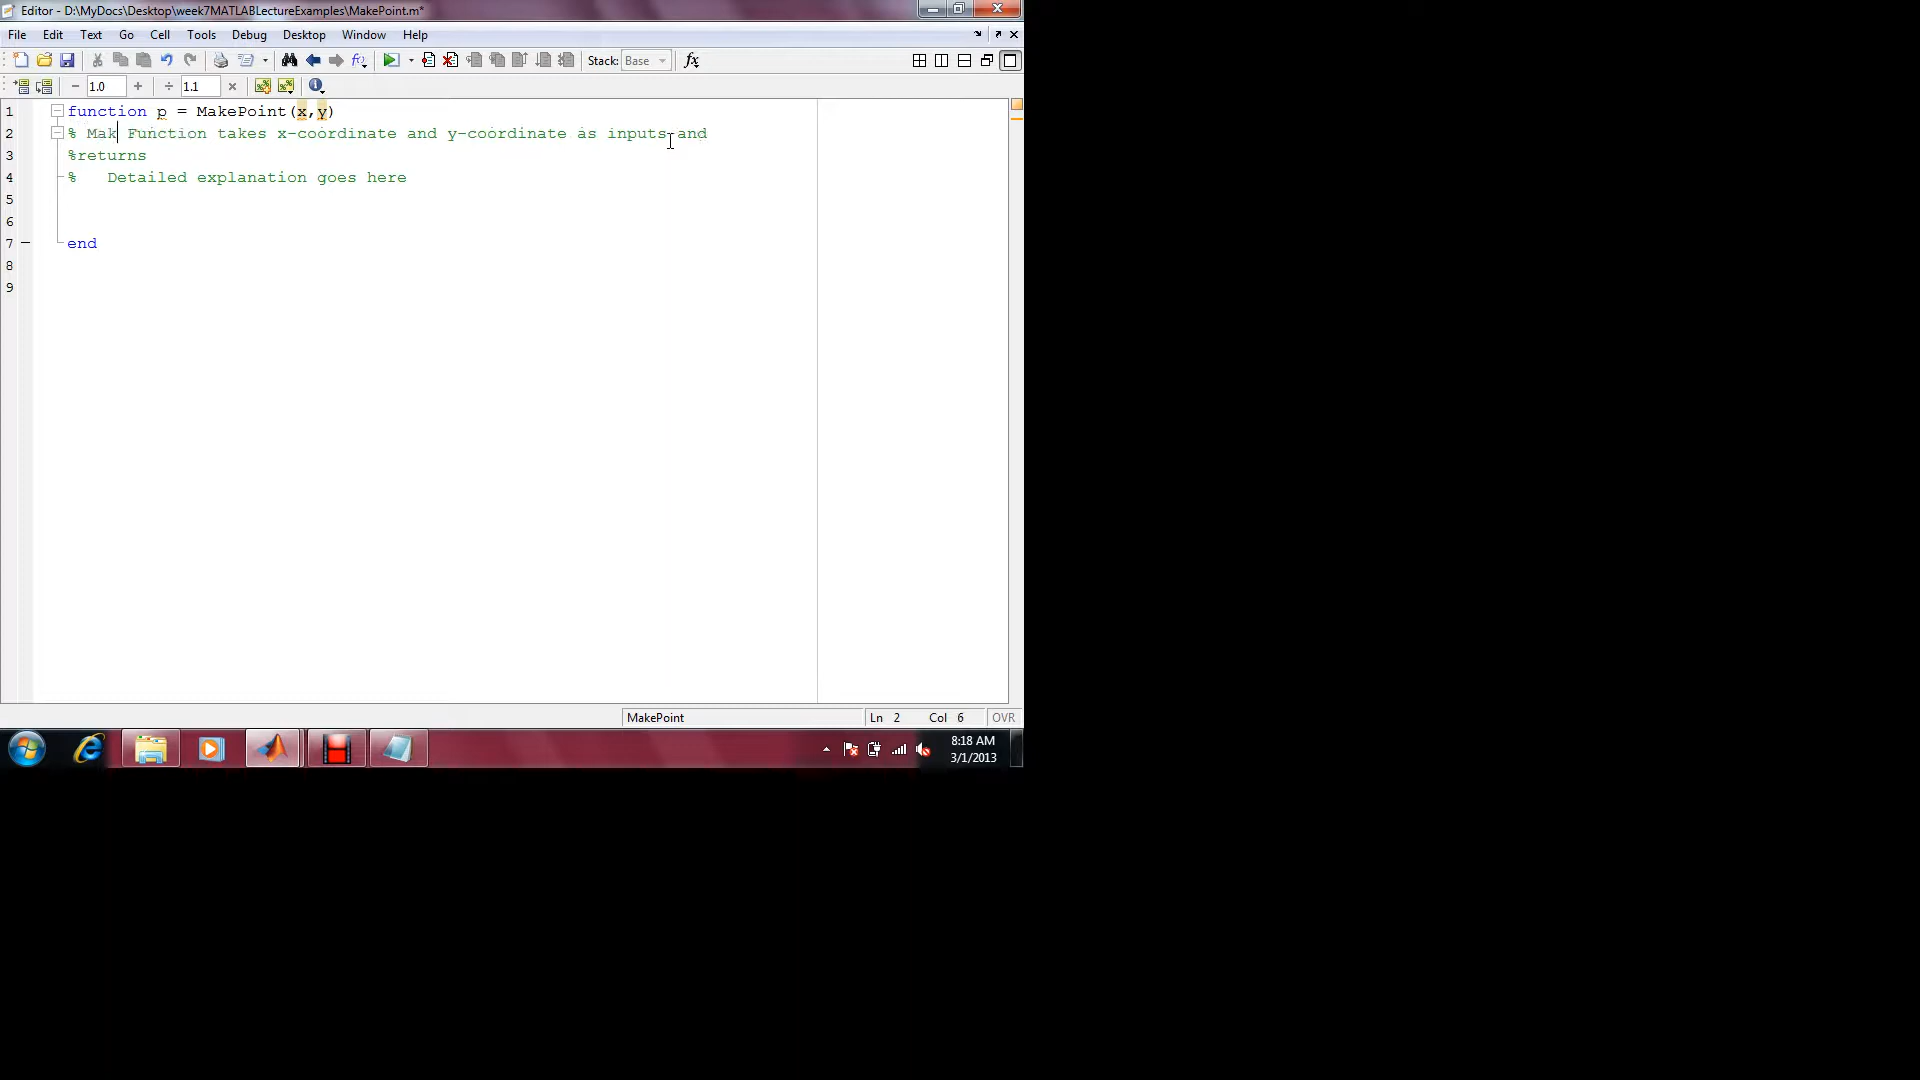 Editor - D:\MyDocs\Desktop\week7MATLABLectureExamples\MakePoint.m*
File Edit Text Go Cell Tools Debug Desktop Window Help
Stack: Base fx
− 1.0 + ÷ 1.1 ×
1 function p = MakePoint(x,y)
2 % Mak Function takes x-coordinate and y-coordinate as inputs and
3 %returns
4 %   Detailed explanation goes here
5
6
7 − end
8
9
MakePoint Ln 2 Col 6 OVR
8:18 AM
3/1/2013